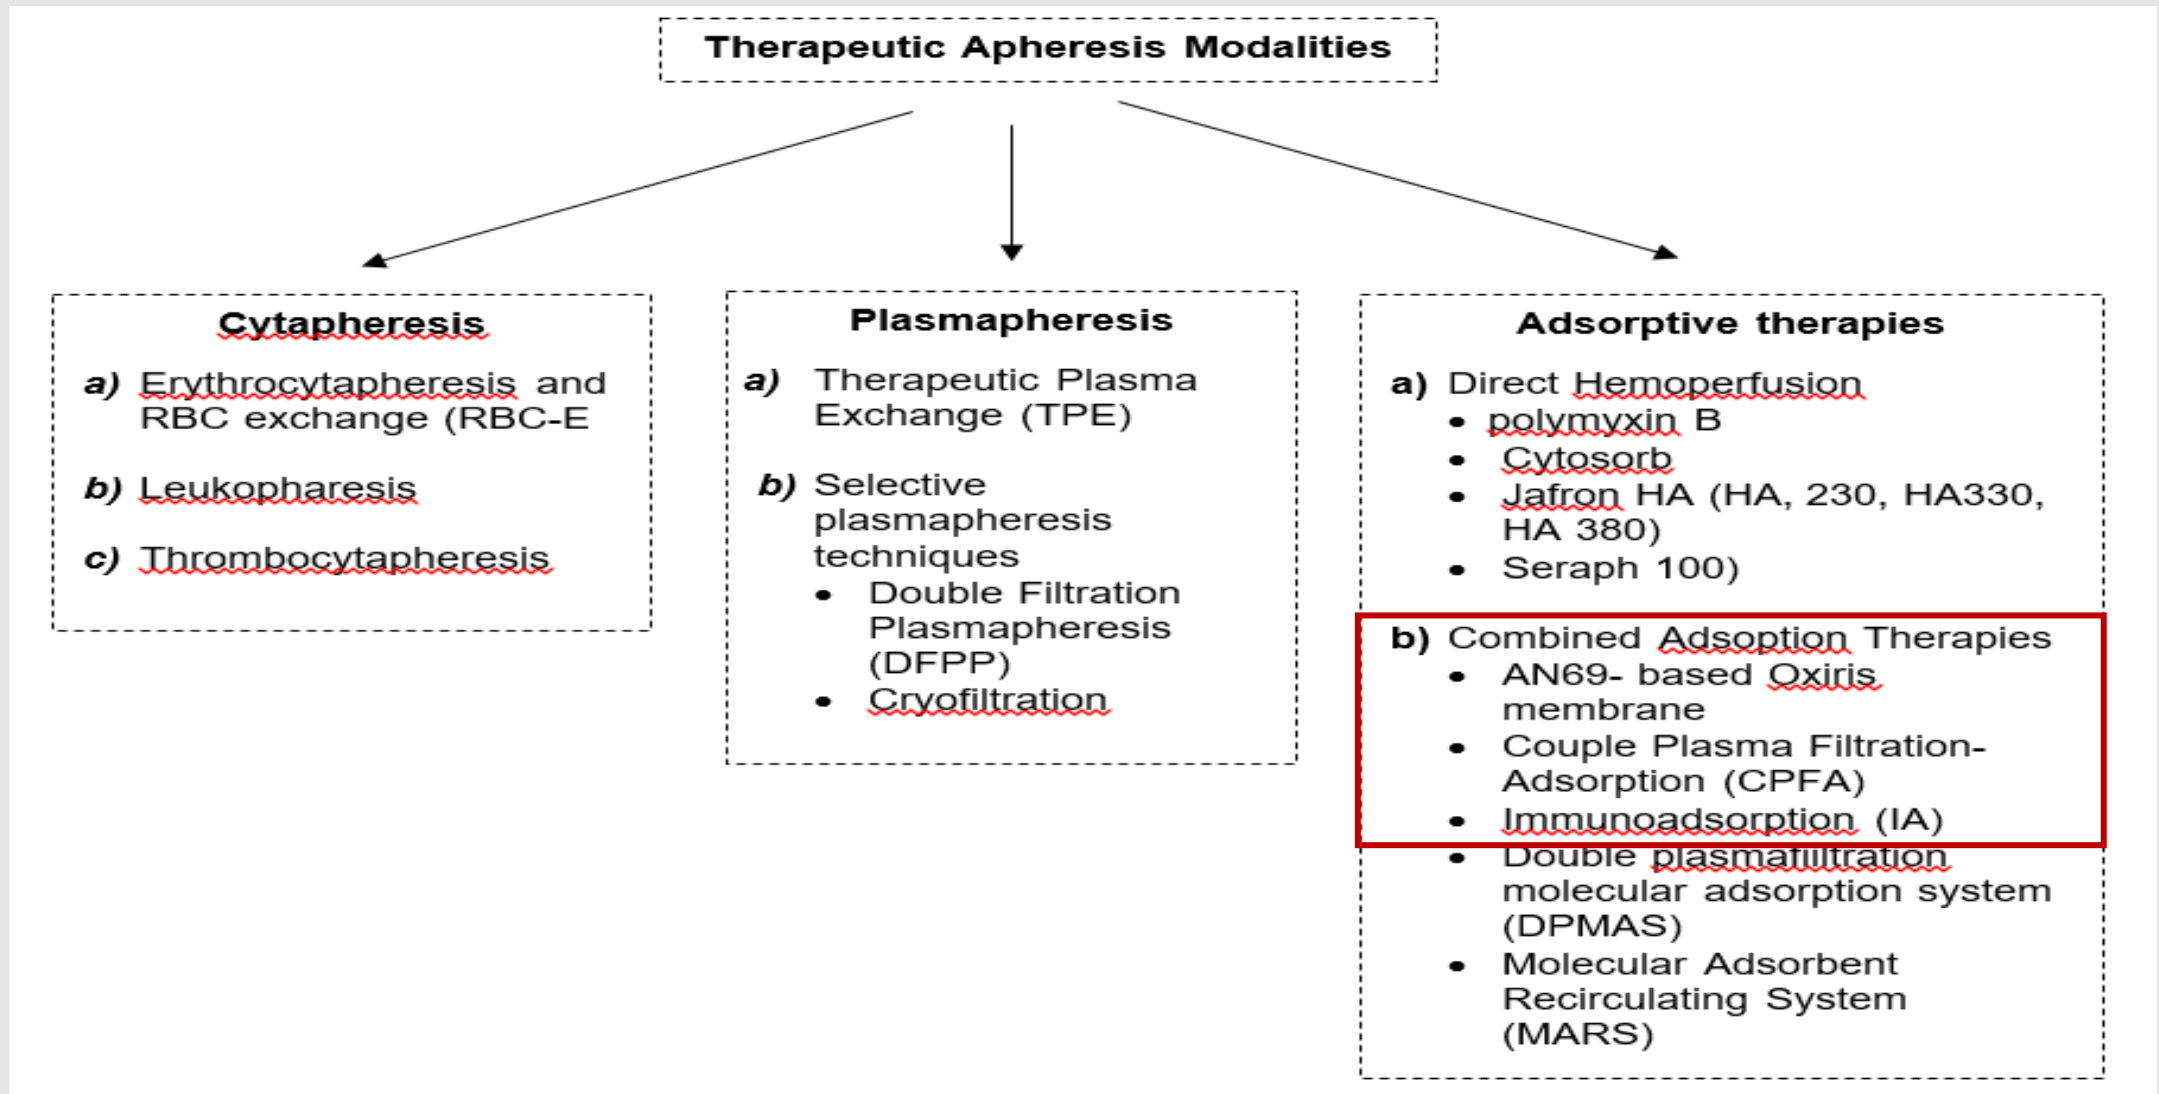 Therapeutic Apheresis Modalities
Cytapheresis
a) Erythrocytapheresis and
RBC exchange (RBC-E
b) Leukopharesis
c) Thrombocytapheresis
Plasmapheresis
a) Therapeutic Plasma
Exchange (TPE)
b) Selective
plasmapheresis
techniques
• Double Filtration
Plasmapheresis
(DFPP)
• Cryofiltration
Adsorptive therapies
a) Direct Hemoperfusion
• polymyxin B
• Cytosorb
• Jafron HA (HA, 230, HA330,
HA 380)
• Seraph 100)
b) Combined Adsoption Therapies
• AN69- based Oxiris
membrane
• Couple Plasma Filtration-
Adsorption (CPFA)
• Immunoadsorption (IA)
• Double plasmafiiltration
molecular adsorption system
(DPMAS)
• Molecular Adsorbent
Recirculating System
(MARS)